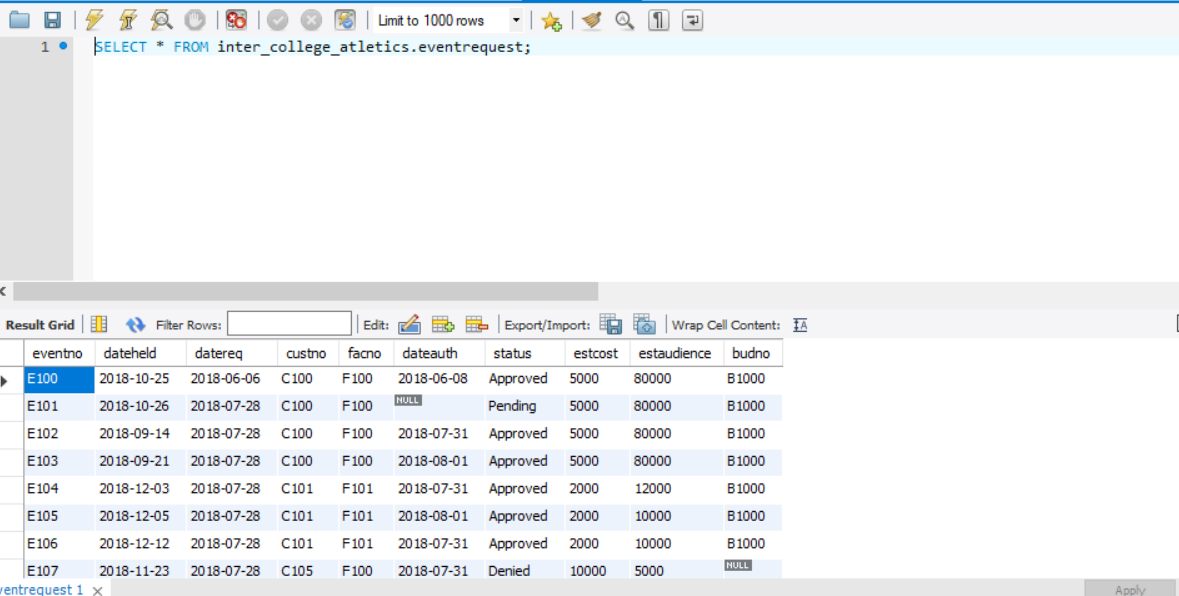 Limit to 1000 rows
1 SELECT * FROM inter_college_atletics.eventrequest;
Result Grid Filter Rows: Edit: Export/Import: Wrap Cell Content: IA
eventno dateheld datereq custno facno dateauth status estcost estaudience budno
E100 2018-10-25 2018-06-06 C100 F100 2018-06-08 Approved 5000 80000 B1000
E101 2018-10-26 2018-07-28 C100 F100 NULL Pending 5000 80000 B1000
E102 2018-09-14 2018-07-28 C100 F100 2018-07-31 Approved 5000 80000 B1000
E103 2018-09-21 2018-07-28 C100 F100 2018-08-01 Approved 5000 80000 B1000
E104 2018-12-03 2018-07-28 C101 F101 2018-07-31 Approved 2000 12000 B1000
E105 2018-12-05 2018-07-28 C101 F101 2018-08-01 Approved 2000 10000 B1000
E106 2018-12-12 2018-07-28 C101 F101 2018-07-31 Approved 2000 10000 B1000
E107 2018-11-23 2018-07-28 C105 F100 2018-07-31 Denied 10000 5000 NULL
ventrequest 1 Apply